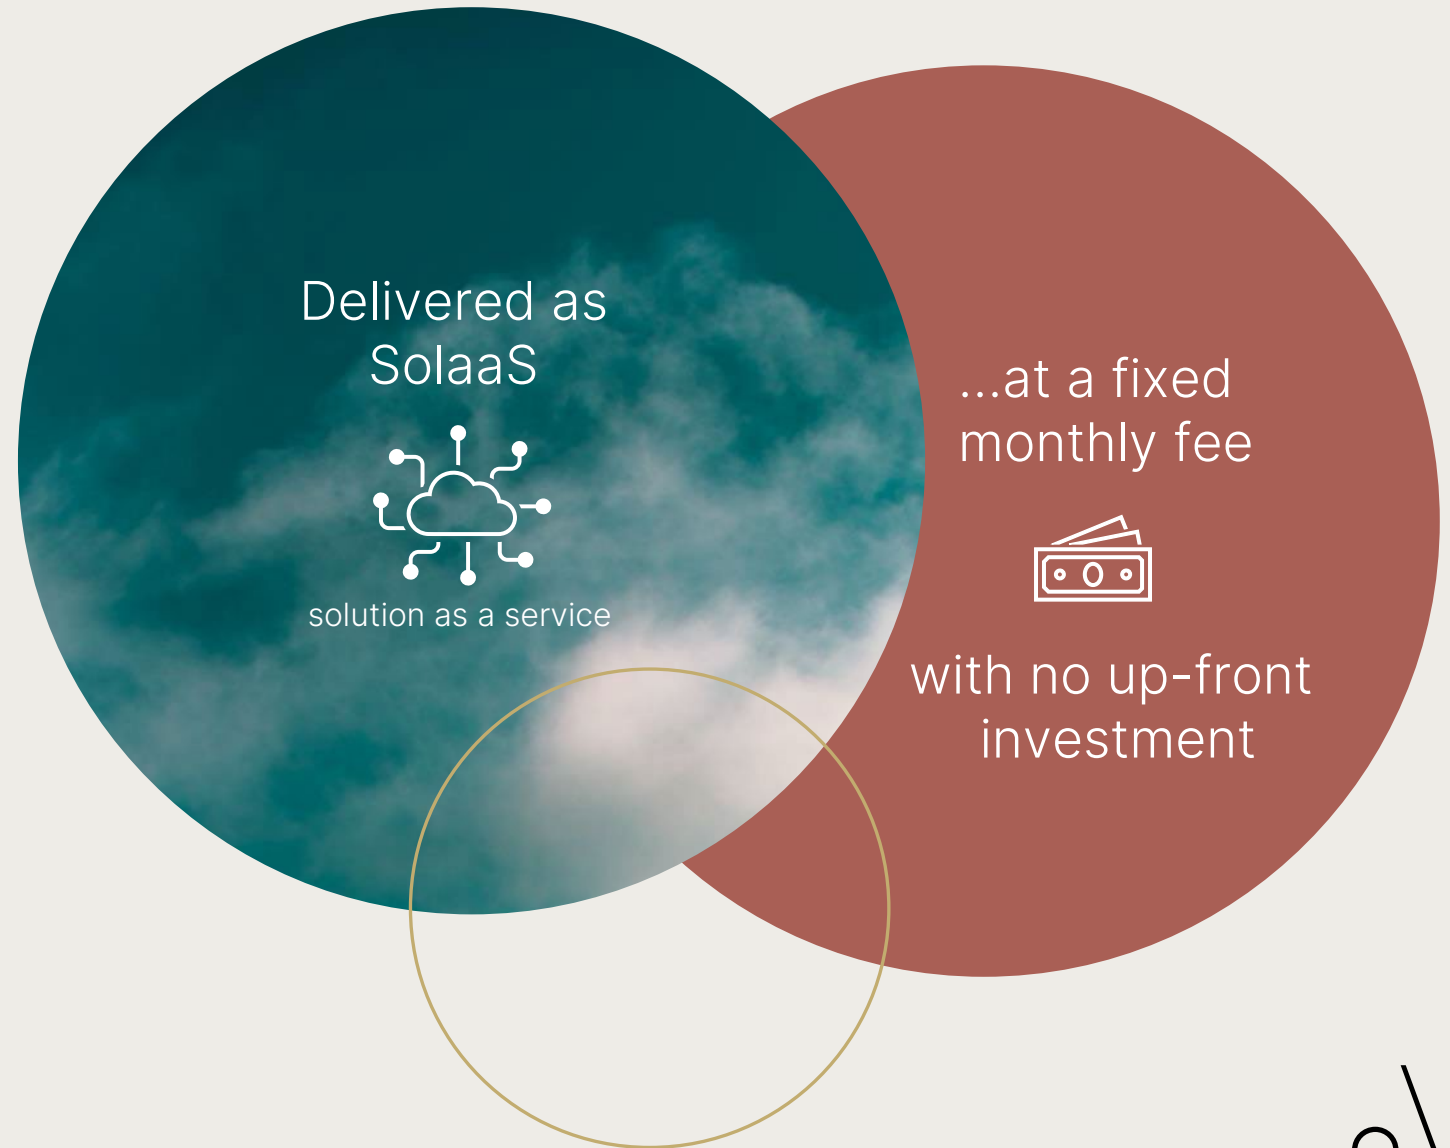 Delivered as
SolaaS
solution as a service
...at a fixed
monthly fee
with no up-front
investment